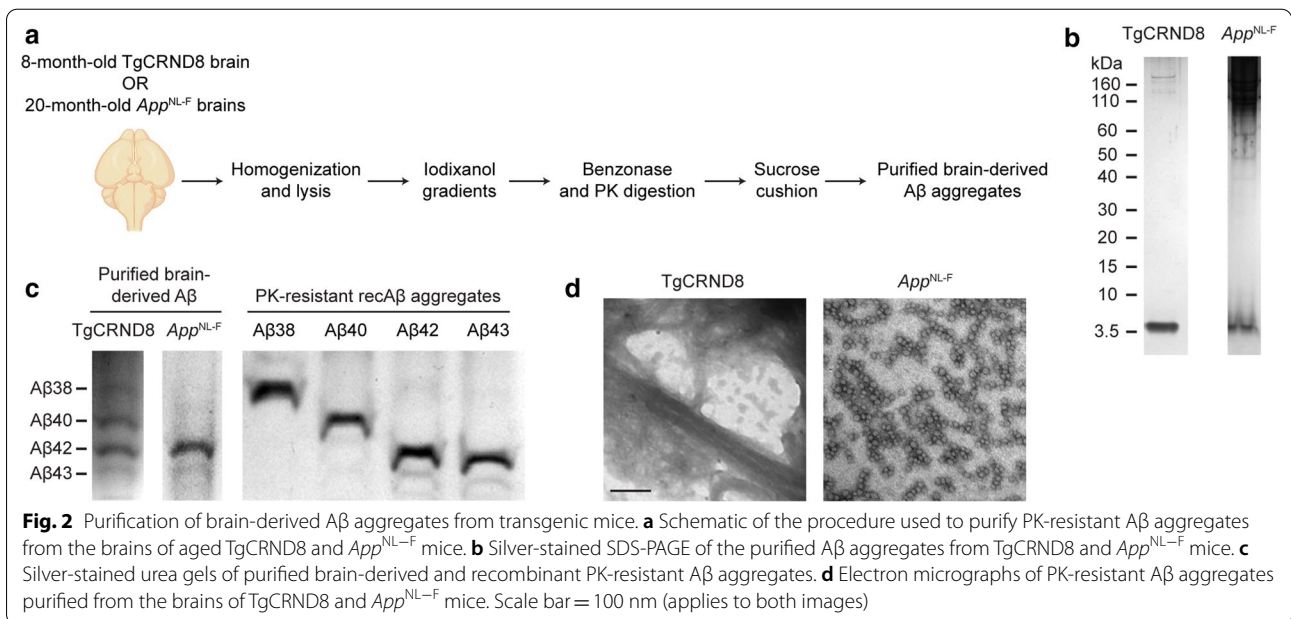 a
8-month-old TgCRND8 brain
OR
20-month-old App^NL-F brains
Homogenization
and lysis
Iodixanol
gradients
Benzonase
and PK digestion
Sucrose
cushion
Purified brain-derived
Aβ aggregates
b
TgCRND8 App^NL-F
kDa
160
110
60
50
40
30
20
15
10
3.5
c
Purified brain-
derived Aβ
TgCRND8 App^NL-F
PK-resistant recAβ aggregates
Aβ38 Aβ40 Aβ42 Aβ43
Aβ38
Aβ40
Aβ42
Aβ43
d
TgCRND8 App^NL-F
Fig. 2 Purification of brain-derived Aβ aggregates from transgenic mice. a Schematic of the procedure used to purify PK-resistant Aβ aggregates
from the brains of aged TgCRND8 and App^NL−F mice. b Silver-stained SDS-PAGE of the purified Aβ aggregates from TgCRND8 and App^NL−F mice. c
Silver-stained urea gels of purified brain-derived and recombinant PK-resistant Aβ aggregates. d Electron micrographs of PK-resistant Aβ aggregates
purified from the brains of TgCRND8 and App^NL−F mice. Scale bar = 100 nm (applies to both images)